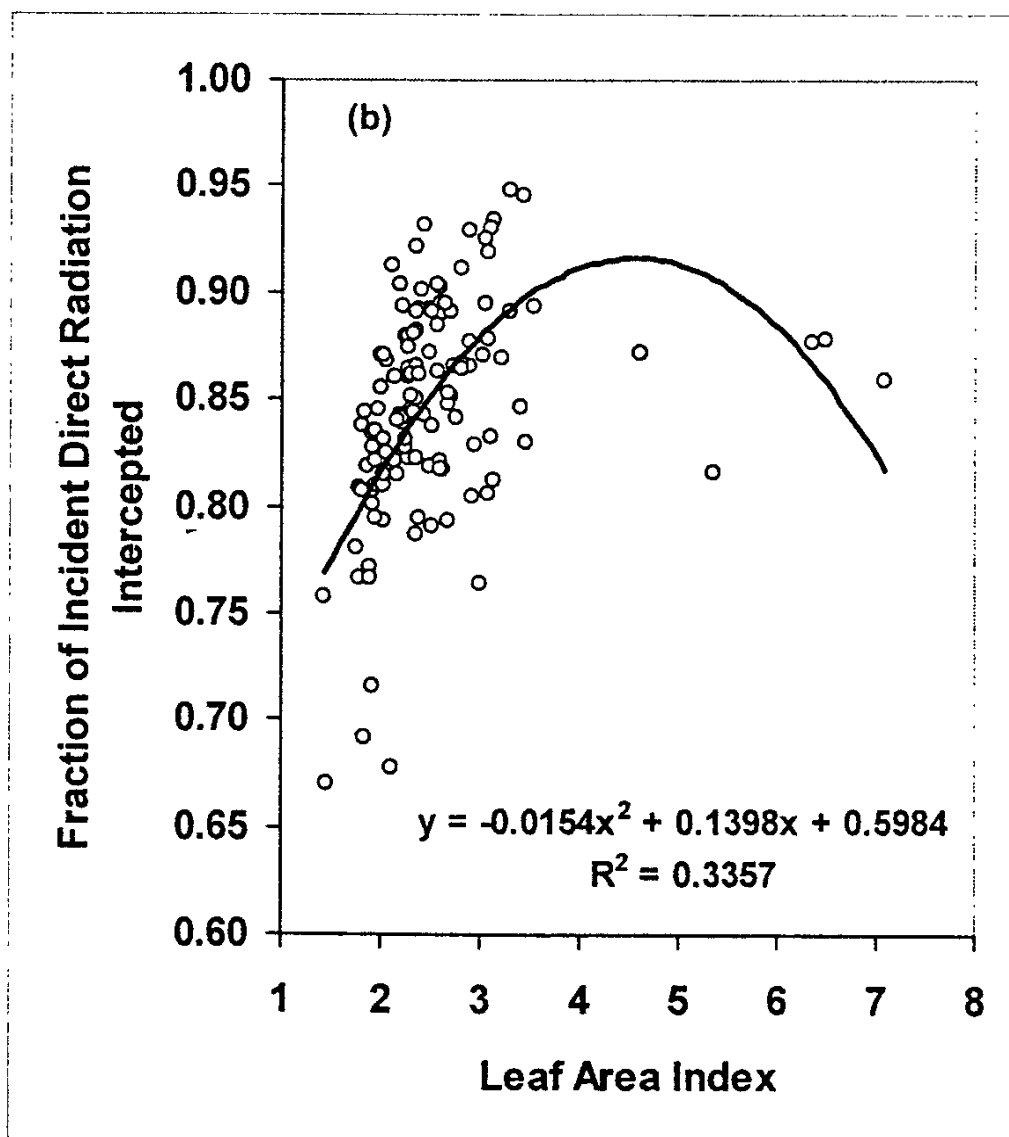 (b)
Fraction of Incident Direct Radiation
Intercepted
1.00
0.95
0.90
0.85
0.80
0.75
0.70
0.65
0.60
y = -0.0154x² + 0.1398x + 0.5984
R² = 0.3357
1 2 3 4 5 6 7 8
Leaf Area Index